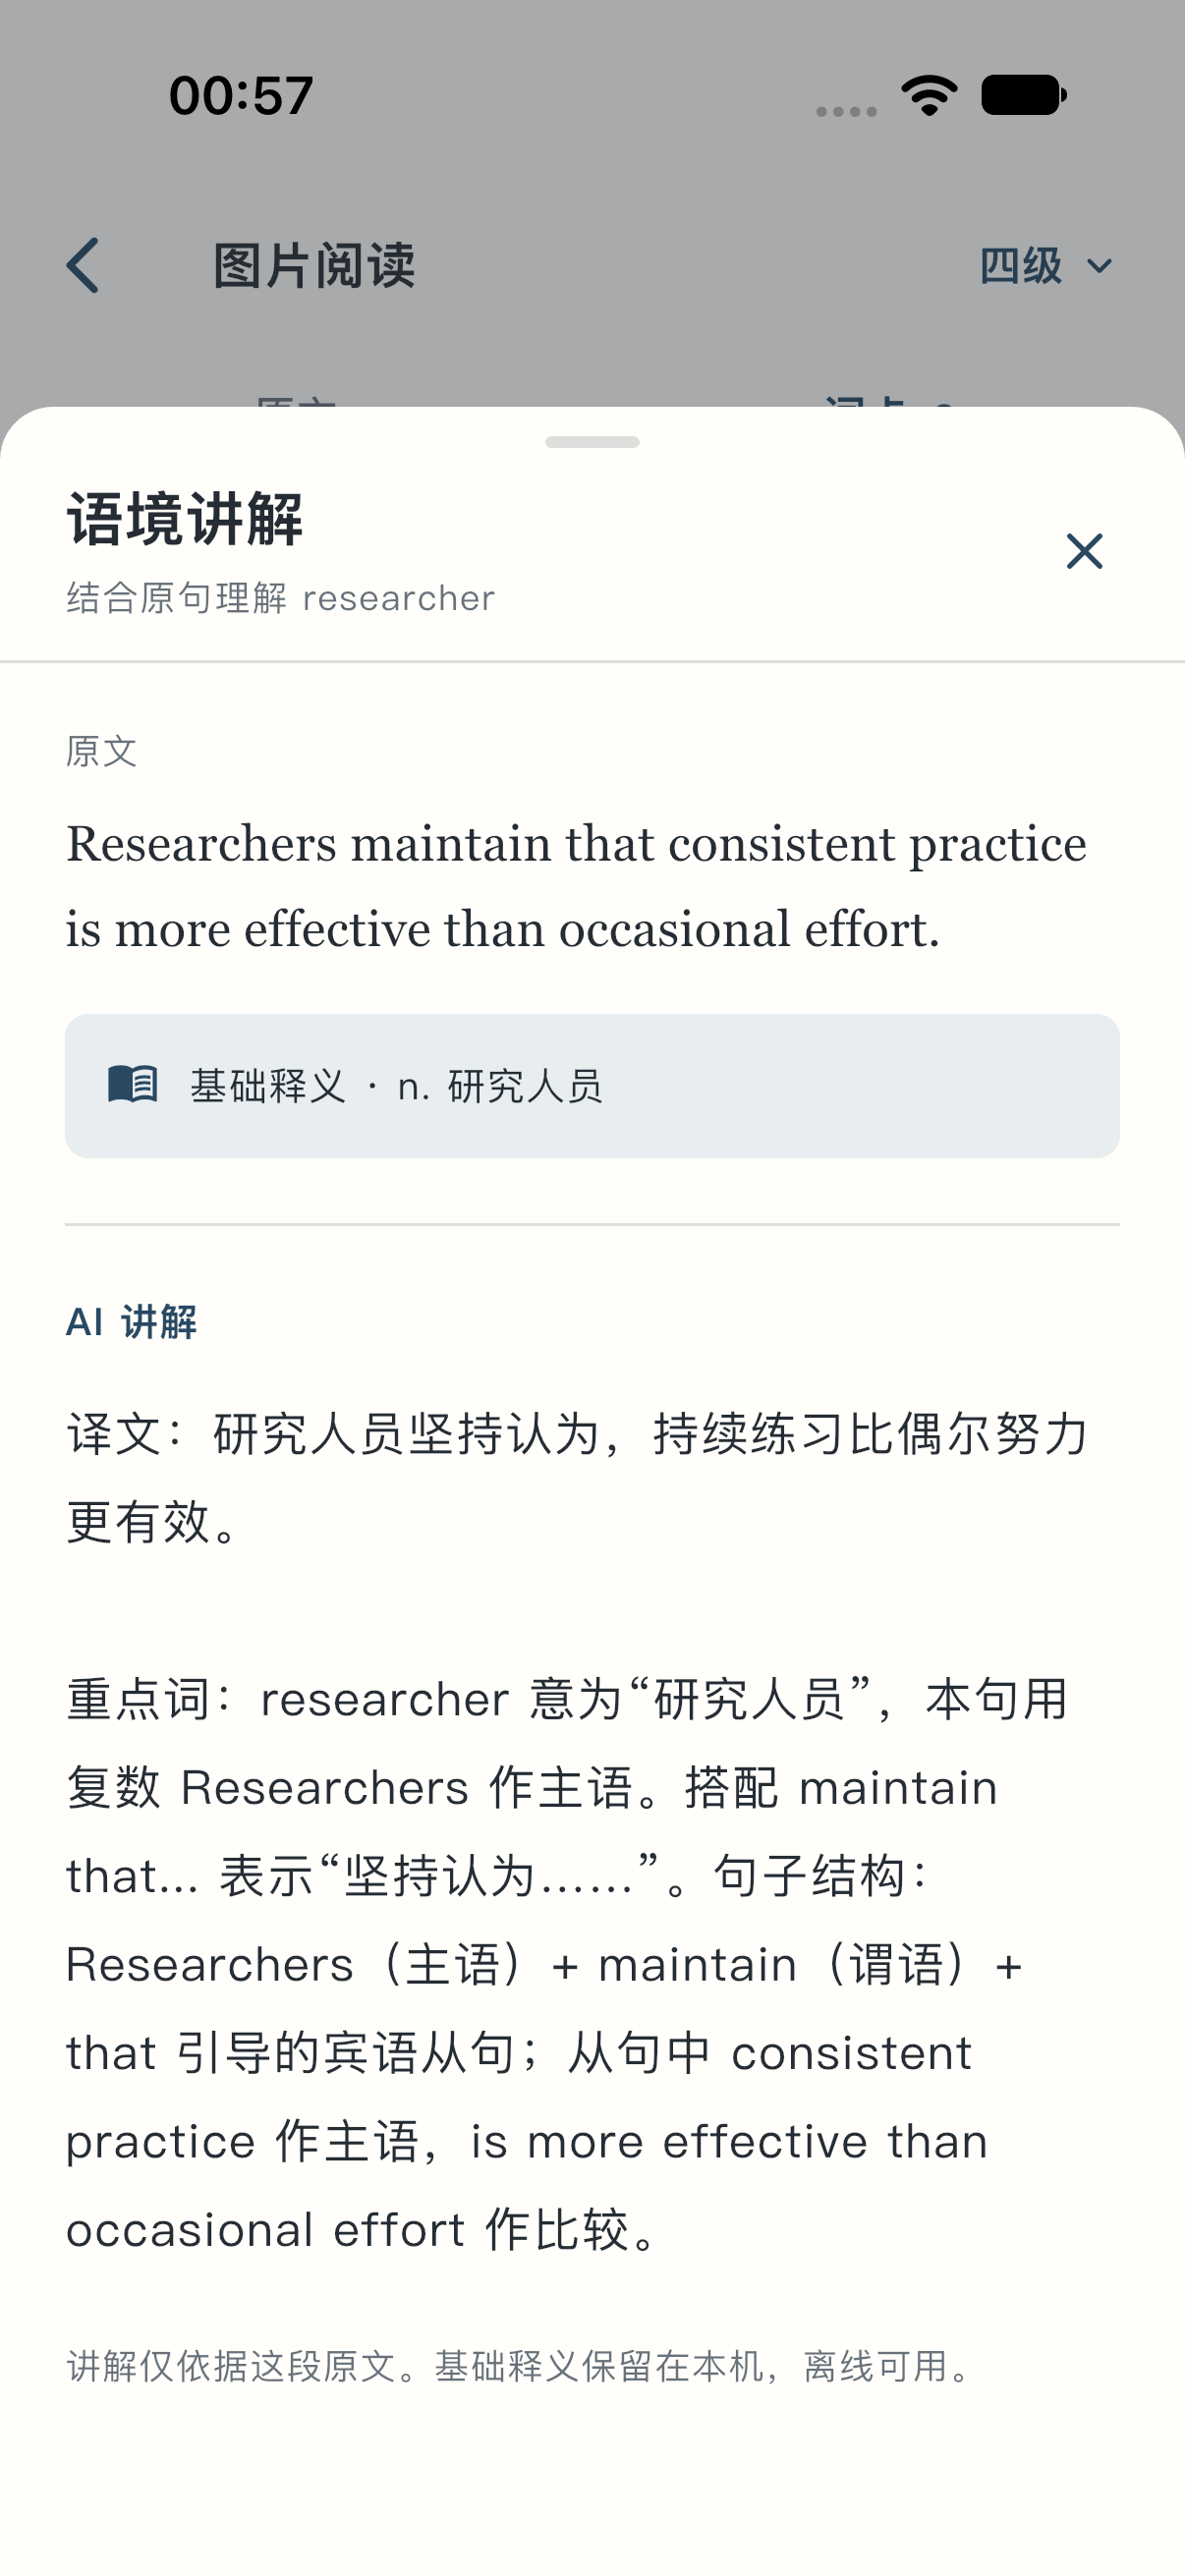 00:57
图片阅读
四级
原文
语境讲解
结合原句理解 researcher
原文
Researchers maintain that consistent practice
is more effective than occasional effort.
基础释义 · n. 研究人员
AI 讲解
译文：研究人员坚持认为，持续练习比偶尔努力
更有效。
重点词：researcher 意为“研究人员”，本句用
复数 Researchers 作主语。搭配 maintain
that... 表示“坚持认为……”。句子结构：
Researchers（主语）+ maintain（谓语）+
that 引导的宾语从句；从句中 consistent
practice 作主语，is more effective than
occasional effort 作比较。
讲解仅依据这段原文。基础释义保留在本机，离线可用。